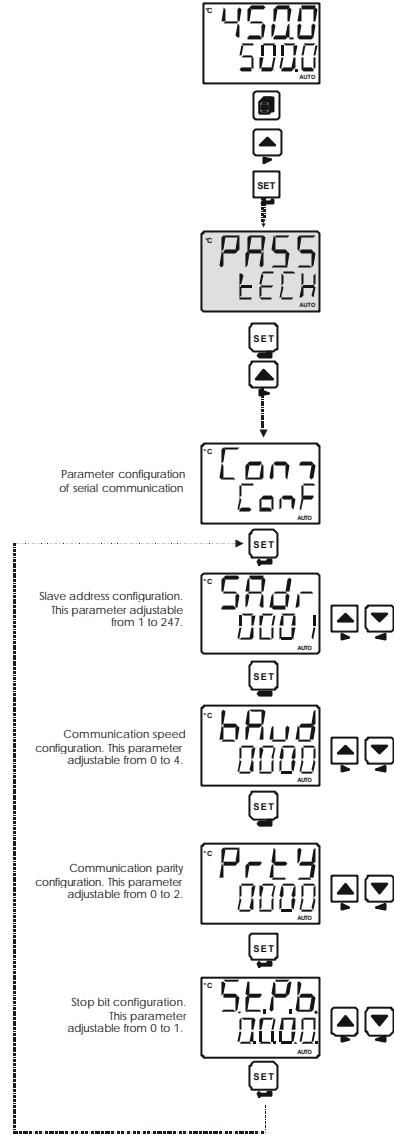 °C 450.0
500.0
AUTO
SET
°C PASS
tECH
AUTO
SET
Parameter configuration
of serial communication
°C Conm
ConF
AUTO
SET
Slave address configuration.
This parameter adjustable
from 1 to 247.
°C SAdr
0001
AUTO
SET
Communication speed
configuration. This parameter
adjustable from 0 to 4.
°C bAud
0000
AUTO
SET
Communication parity
configuration. This parameter
adjustable from 0 to 2.
°C PrtY
0000
AUTO
SET
Stop bit configuration.
This parameter
adjustable from 0 to 1.
°C St.P.b.
0.0.0.0.
AUTO
SET